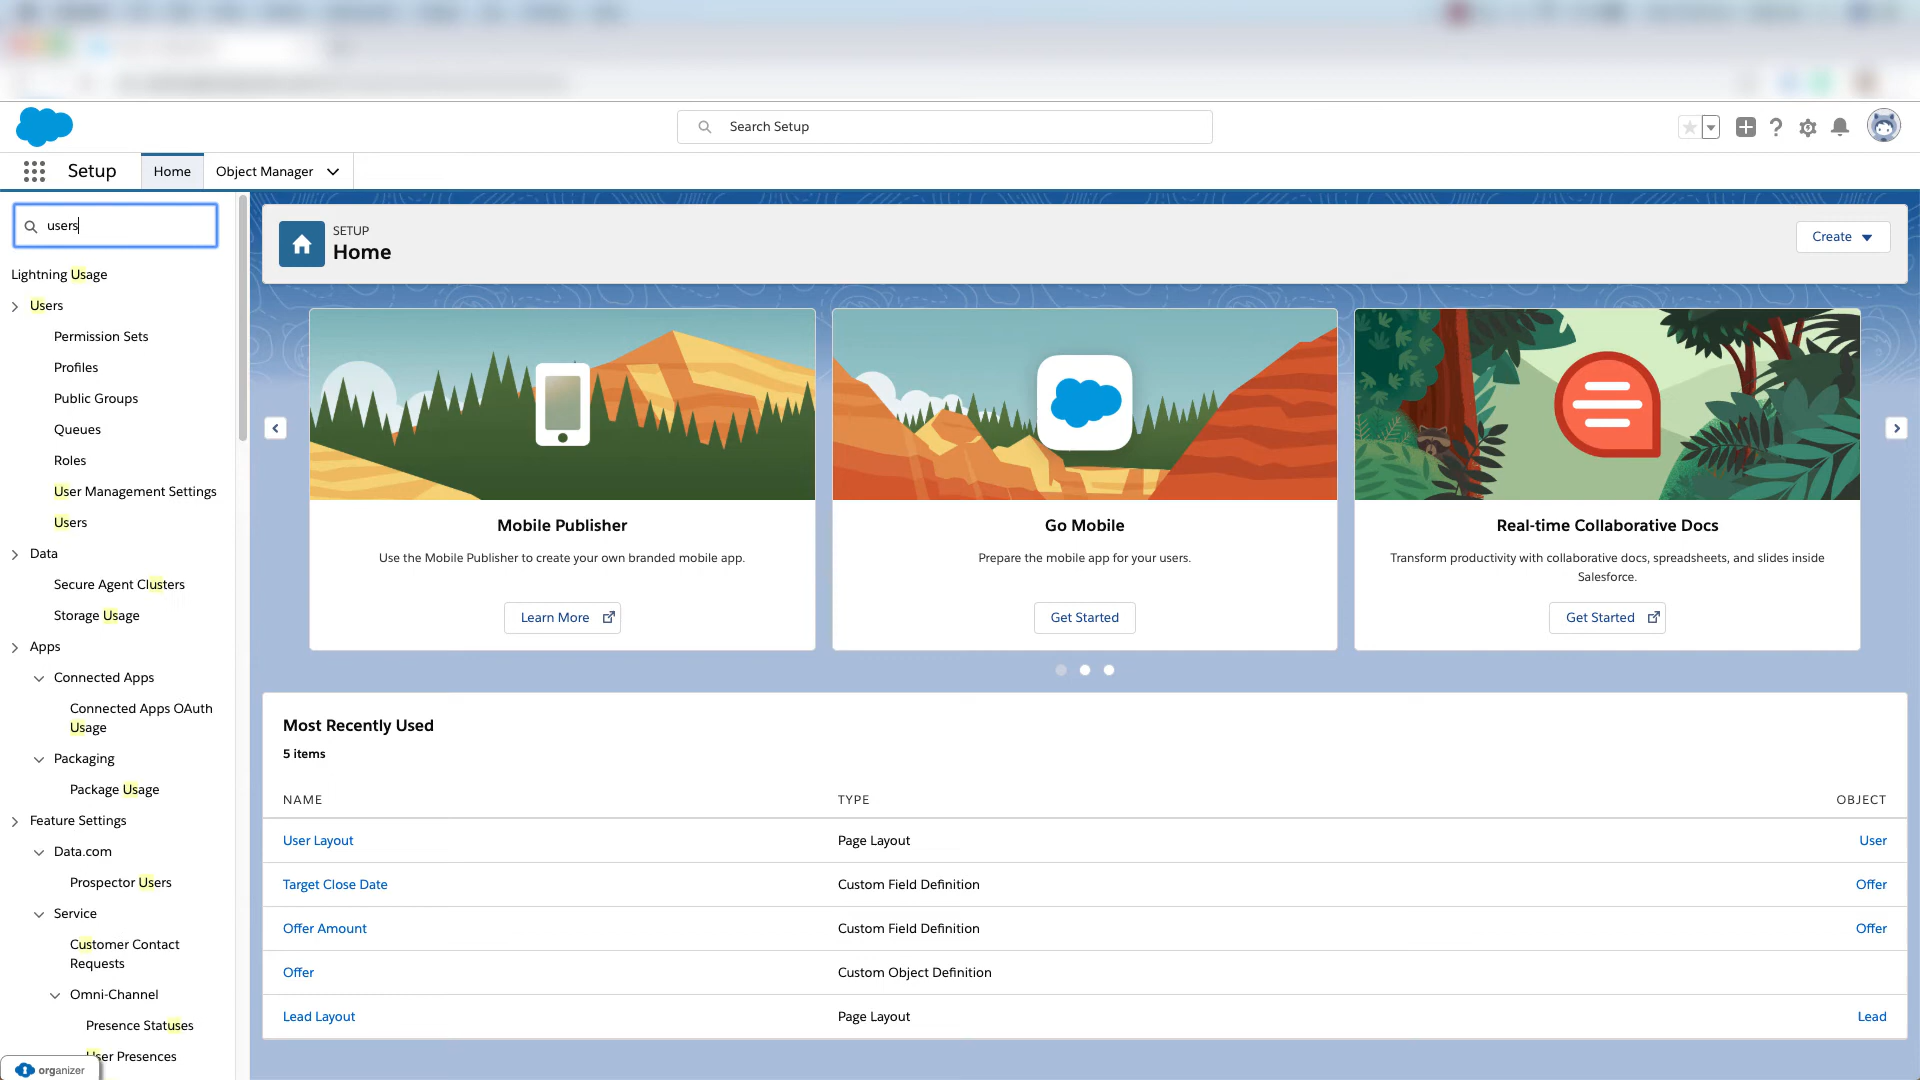 Search Setup
Setup
Home
Object Manager
users
Lightning Usage
Users
Permission Sets
Profiles
Public Groups
Queues
Roles
User Management Settings
Users
Data
Secure Agent Clusters
Storage Usage
Apps
Connected Apps
Connected Apps OAuth
Usage
Packaging
Package Usage
Feature Settings
Data.com
Prospector Users
Service
Customer Contact
Requests
Omni-Channel
Presence Statuses
User Presences
organizer
SETUP
Home
Create
Mobile Publisher
Use the Mobile Publisher to create your own branded mobile app.
Learn More
Go Mobile
Prepare the mobile app for your users.
Get Started
Real-time Collaborative Docs
Transform productivity with collaborative docs, spreadsheets, and slides inside
Salesforce.
Get Started
Most Recently Used
5 items
NAME TYPE OBJECT
User Layout Page Layout User
Target Close Date Custom Field Definition Offer
Offer Amount Custom Field Definition Offer
Offer Custom Object Definition
Lead Layout Page Layout Lead